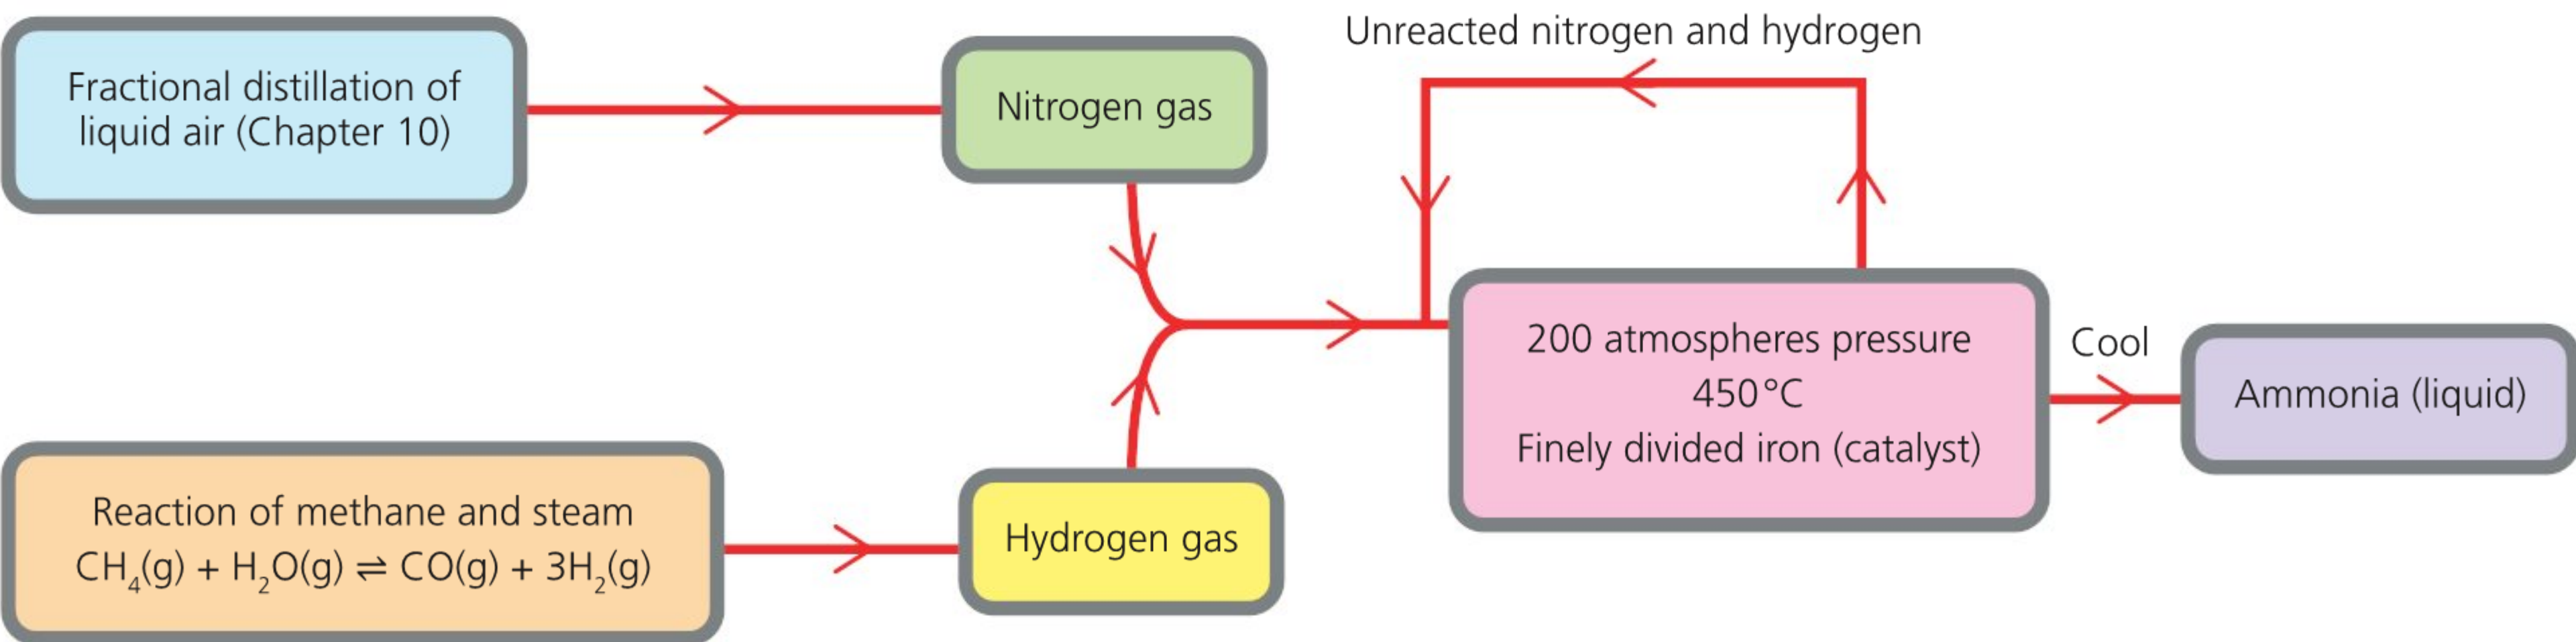 Fractional distillation of
liquid air (Chapter 10)
Nitrogen gas
Unreacted nitrogen and hydrogen
Reaction of methane and steam
CH₄(g) + H₂O(g) ⇌ CO(g) + 3H₂(g)
Hydrogen gas
200 atmospheres pressure
450 °C
Finely divided iron (catalyst)
Cool
Ammonia (liquid)